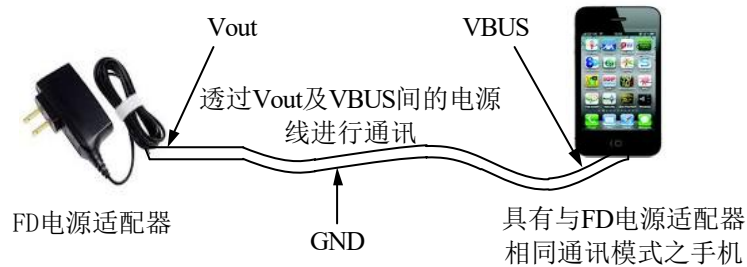 Vout
VBUS
透过Vout及VBUS间的电源
线进行通讯
FD电源适配器
GND
具有与FD电源适配器
相同通讯模式之手机